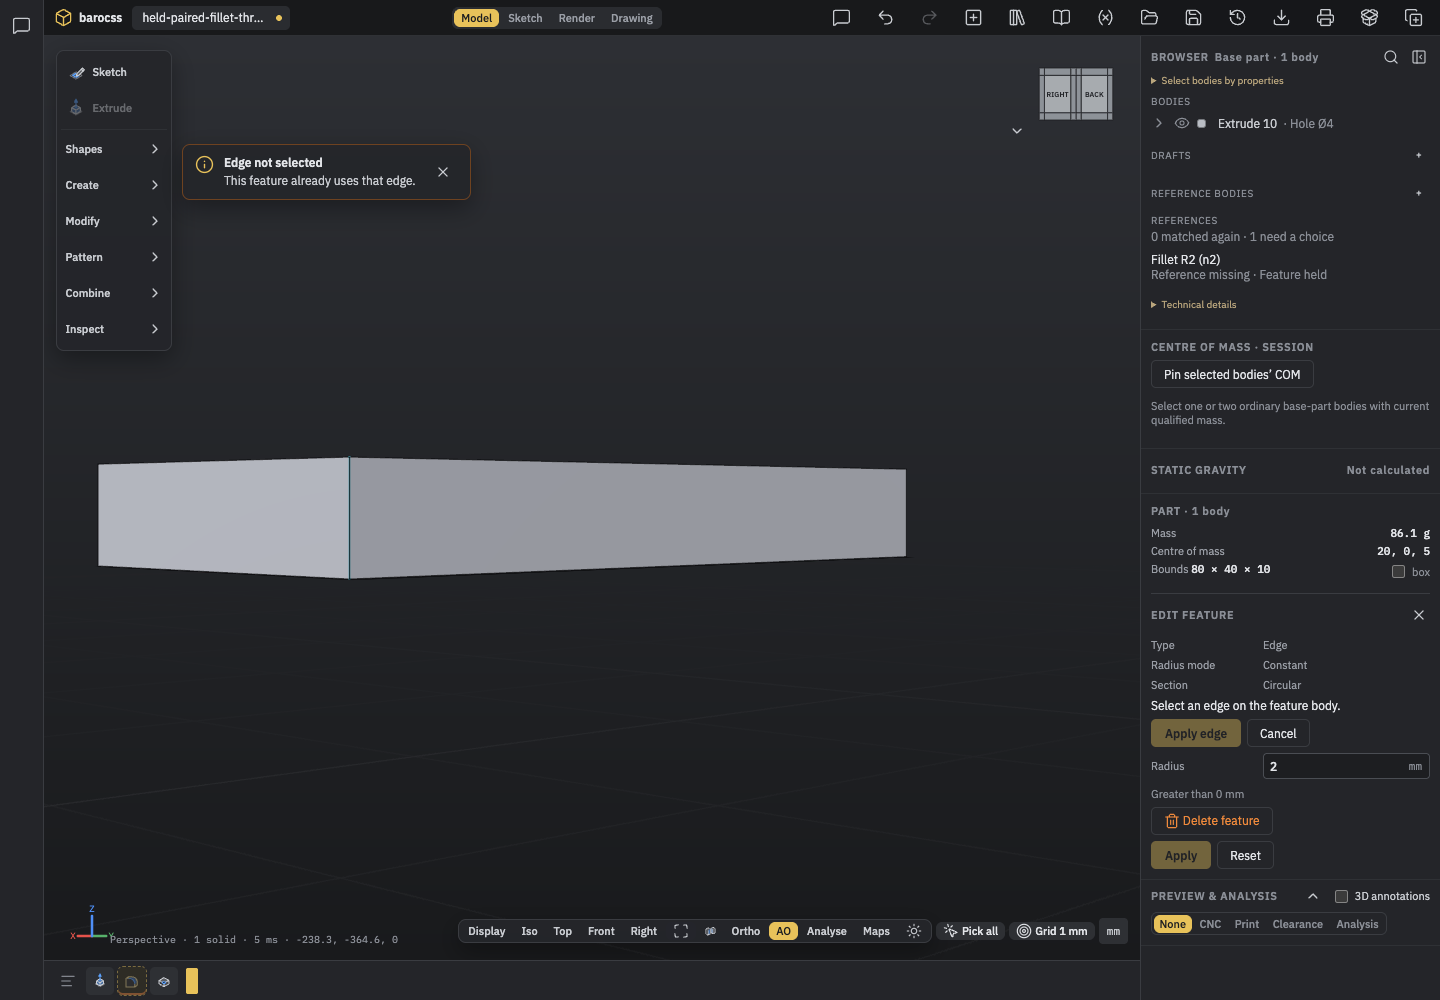 barocss
held-paired-fillet-thr...
Model
Sketch
Render
Drawing
Sketch
Extrude
Shapes
Create
Modify
Pattern
Combine
Inspect
Edge not selected
This feature already uses that edge.
RIGHT
BACK
BROWSER Base part · 1 body
Select bodies by properties
BODIES
Extrude 10 · Hole Ø4
DRAFTS
REFERENCE BODIES
REFERENCES
0 matched again · 1 need a choice
Fillet R2 (n2)
Reference missing · Feature held
Technical details
CENTRE OF MASS · SESSION
Pin selected bodies’ COM
Select one or two ordinary base-part bodies with current
qualified mass.
STATIC GRAVITY Not calculated
PART · 1 body
Mass 86.1 g
Centre of mass 20, 0, 5
Bounds 80 × 40 × 10 box
EDIT FEATURE
Type Edge
Radius mode Constant
Section Circular
Select an edge on the feature body.
Apply edge Cancel
Radius 2 mm
Greater than 0 mm
Delete feature
Apply Reset
PREVIEW & ANALYSIS 3D annotations
None CNC Print Clearance Analysis
Z
X Y
Perspective · 1 solid · 5 ms · -238.3, -364.6, 0
Display Iso Top Front Right Ortho AO Analyse Maps Pick all Grid 1 mm mm